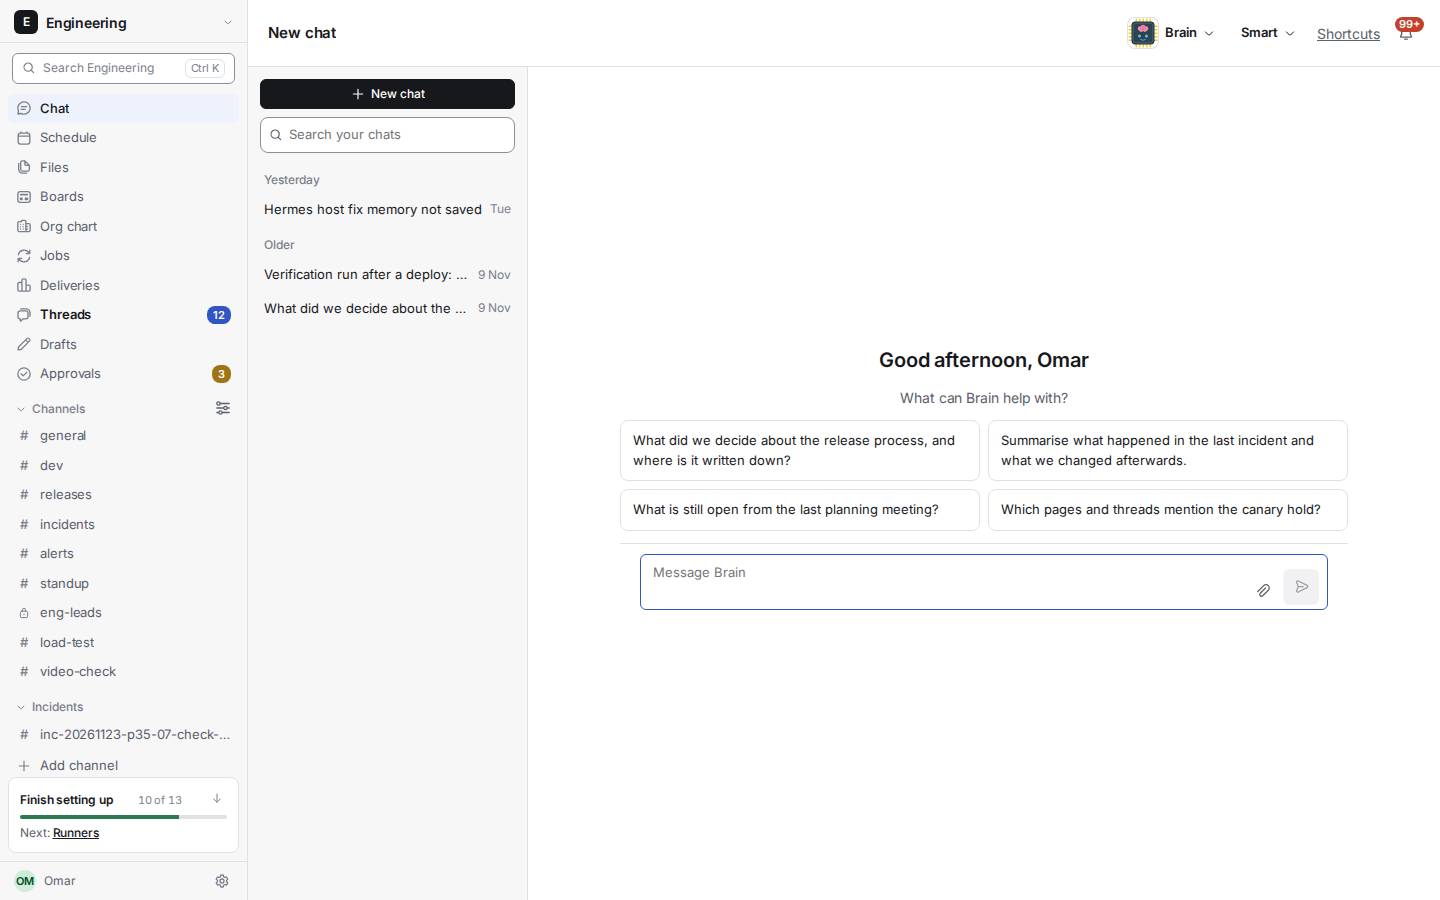 E Engineering
Search Engineering Ctrl K
Chat
Schedule
Files
Boards
Org chart
Jobs
Deliveries
Threads 12
Drafts
Approvals 3
Channels
# general
# dev
# releases
# incidents
# alerts
# standup
eng-leads
# load-test
# video-check
Incidents
# inc-20261123-p35-07-check-...
+ Add channel
Finish setting up 10 of 13
Next: Runners
OM Omar
New chat
Brain Smart Shortcuts 99+
+ New chat
Search your chats
Yesterday
Hermes host fix memory not saved Tue
Older
Verification run after a deploy: ... 9 Nov
What did we decide about the ... 9 Nov
Good afternoon, Omar
What can Brain help with?
What did we decide about the release process, and
where is it written down?
Summarise what happened in the last incident and
what we changed afterwards.
What is still open from the last planning meeting?
Which pages and threads mention the canary hold?
Message Brain